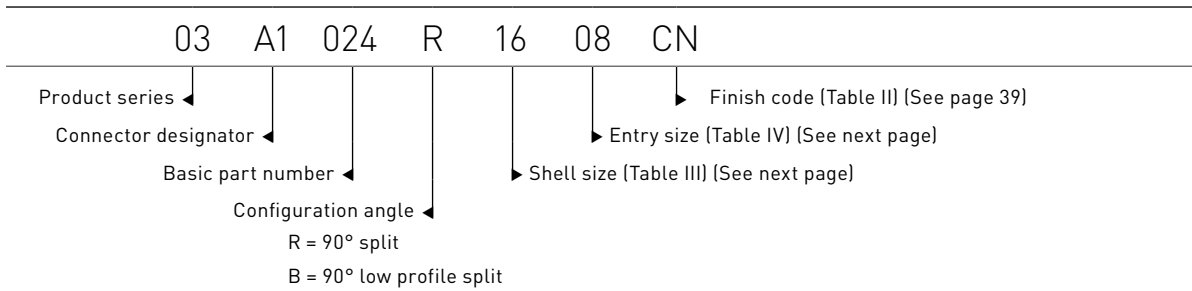 03 A1 024 R 16 08 CN
Product series
Finish code (Table II) (See page 39)
Connector designator
Entry size (Table IV) (See next page)
Basic part number
Shell size (Table III) (See next page)
Configuration angle
R = 90° split
B = 90° low profile split